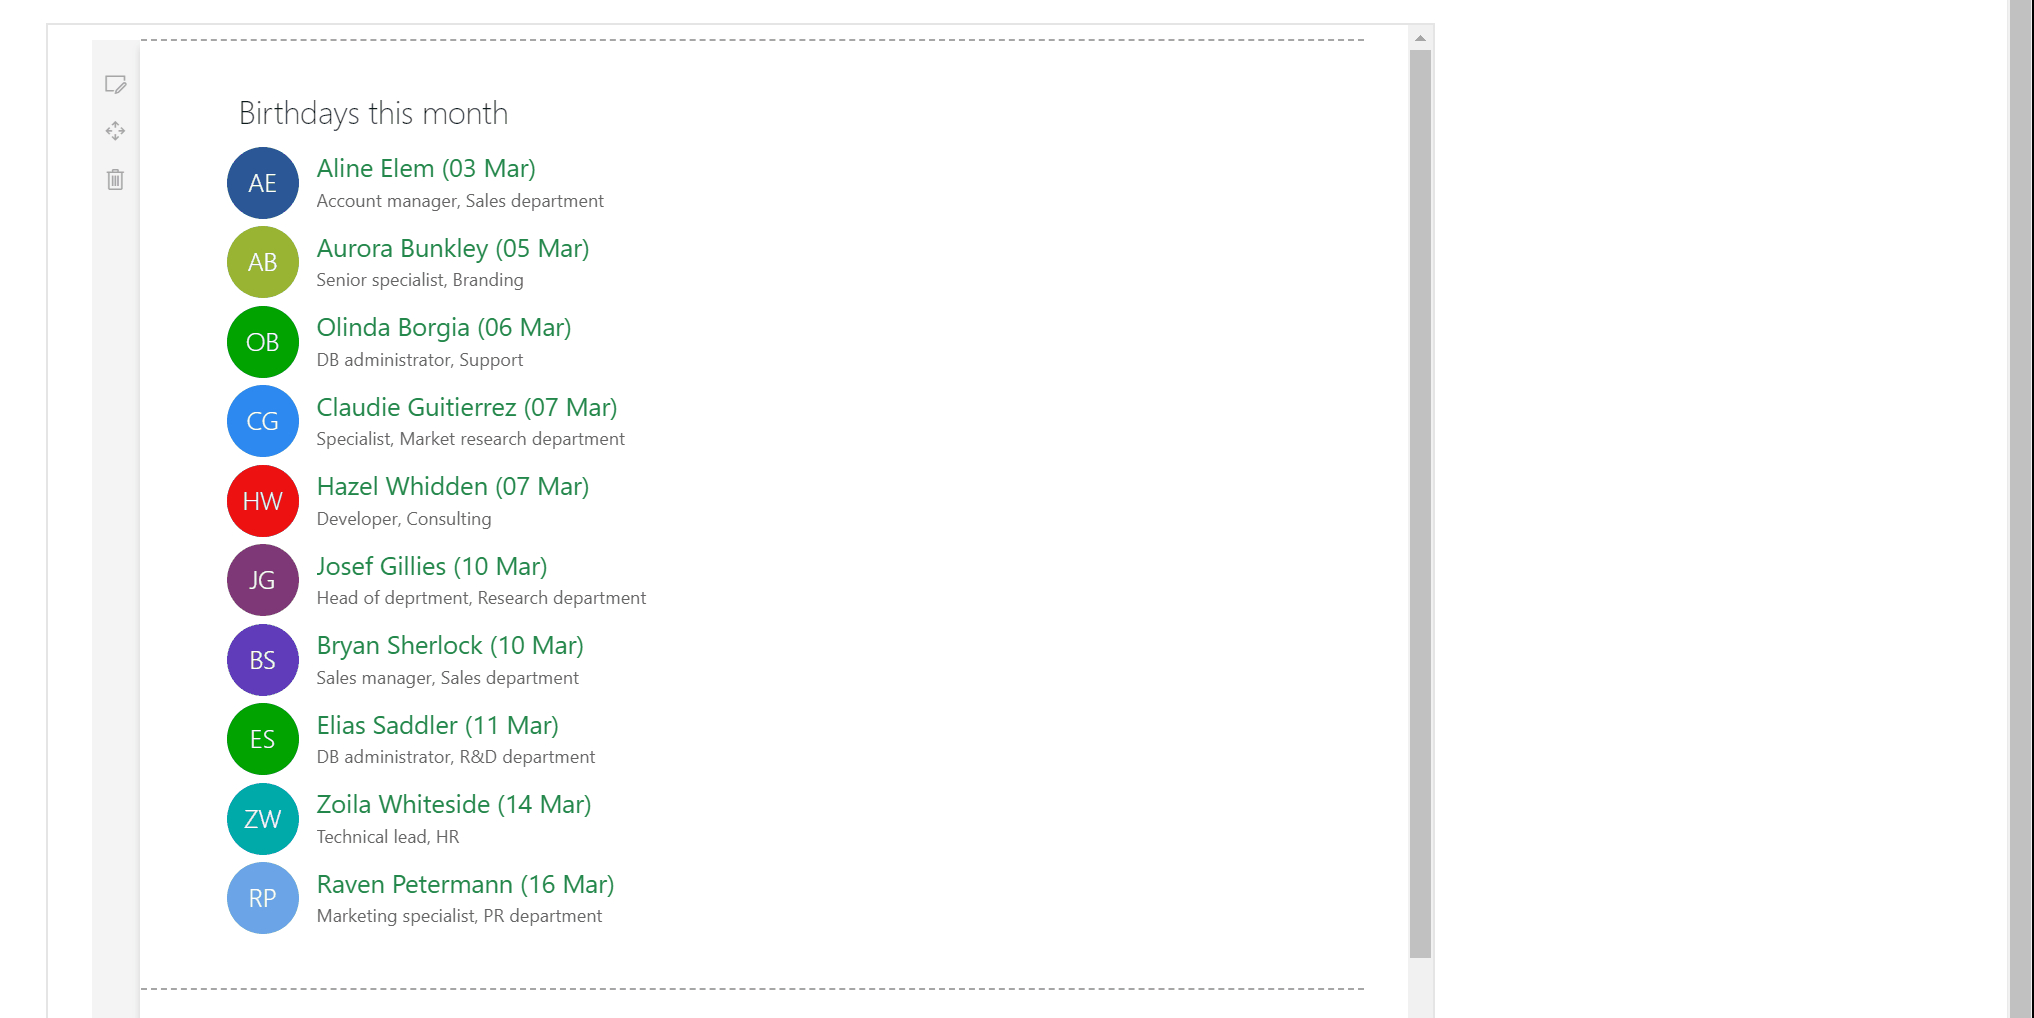 Birthdays this month
AE
Aline Elem (03 Mar)
Account manager, Sales department
AB
Aurora Bunkley (05 Mar)
Senior specialist, Branding
OB
Olinda Borgia (06 Mar)
DB administrator, Support
CG
Claudie Guitierrez (07 Mar)
Specialist, Market research department
HW
Hazel Whidden (07 Mar)
Developer, Consulting
JG
Josef Gillies (10 Mar)
Head of deprtment, Research department
BS
Bryan Sherlock (10 Mar)
Sales manager, Sales department
ES
Elias Saddler (11 Mar)
DB administrator, R&D department
ZW
Zoila Whiteside (14 Mar)
Technical lead, HR
RP
Raven Petermann (16 Mar)
Marketing specialist, PR department